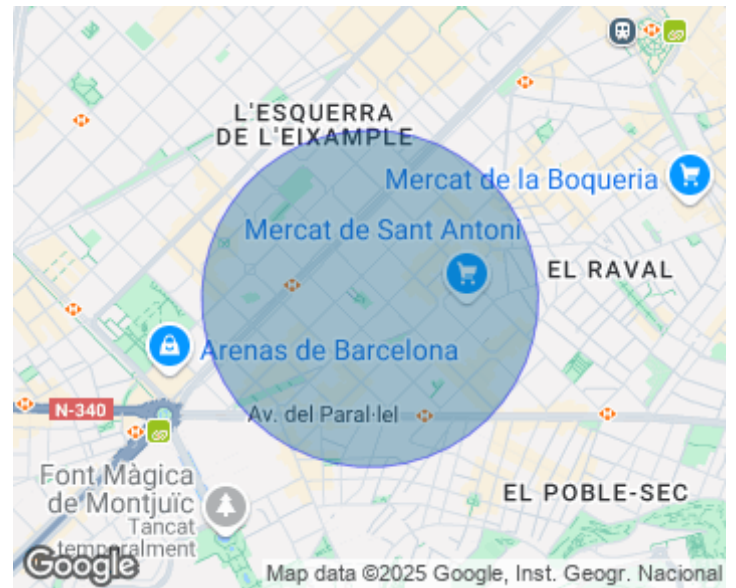 L'ESQUERRA
DE L'EIXAMPLE
Mercat de la Boqueria
Mercat de Sant Antoni
EL RAVAL
Arenas de Barcelona
N-340
Av. del Paral·lel
Font Màgica
de Montjuïc
Tancat
temporalment
EL POBLE-SEC
Google
Map data ©2025 Google, Inst. Geogr. Nacional